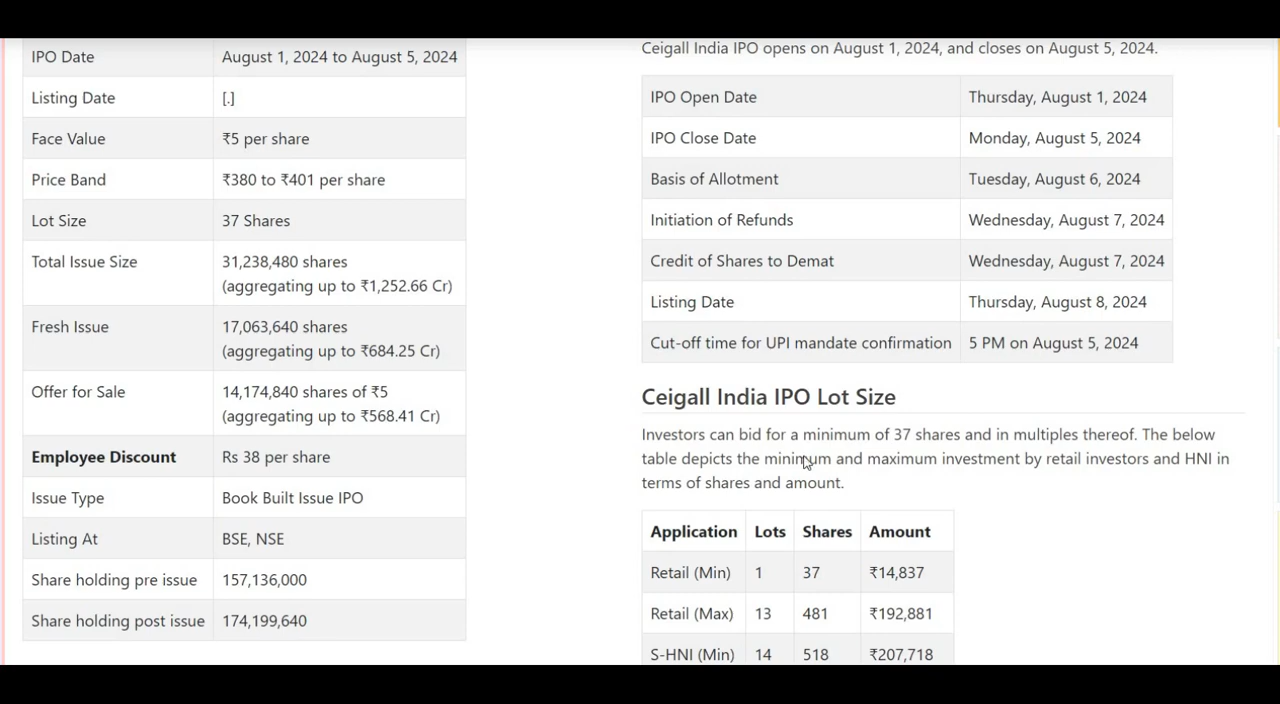 IPO Date August 1, 2024 to August 5, 2024
Listing Date [.]
Face Value ₹5 per share
Price Band ₹380 to ₹401 per share
Lot Size 37 Shares
Total Issue Size 31,238,480 shares
(aggregating up to ₹1,252.66 Cr)
Fresh Issue 17,063,640 shares
(aggregating up to ₹684.25 Cr)
Offer for Sale 14,174,840 shares of ₹5
(aggregating up to ₹568.41 Cr)
Employee Discount Rs 38 per share
Issue Type Book Built Issue IPO
Listing At BSE, NSE
Share holding pre issue 157,136,000
Share holding post issue 174,199,640
Ceigall India IPO opens on August 1, 2024, and closes on August 5, 2024.
IPO Open Date Thursday, August 1, 2024
IPO Close Date Monday, August 5, 2024
Basis of Allotment Tuesday, August 6, 2024
Initiation of Refunds Wednesday, August 7, 2024
Credit of Shares to Demat Wednesday, August 7, 2024
Listing Date Thursday, August 8, 2024
Cut-off time for UPI mandate confirmation 5 PM on August 5, 2024
Ceigall India IPO Lot Size
Investors can bid for a minimum of 37 shares and in multiples thereof. The below
table depicts the minimum and maximum investment by retail investors and HNI in
terms of shares and amount.
Application Lots Shares Amount
Retail (Min) 1 37 ₹14,837
Retail (Max) 13 481 ₹192,881
S-HNI (Min) 14 518 ₹207,718